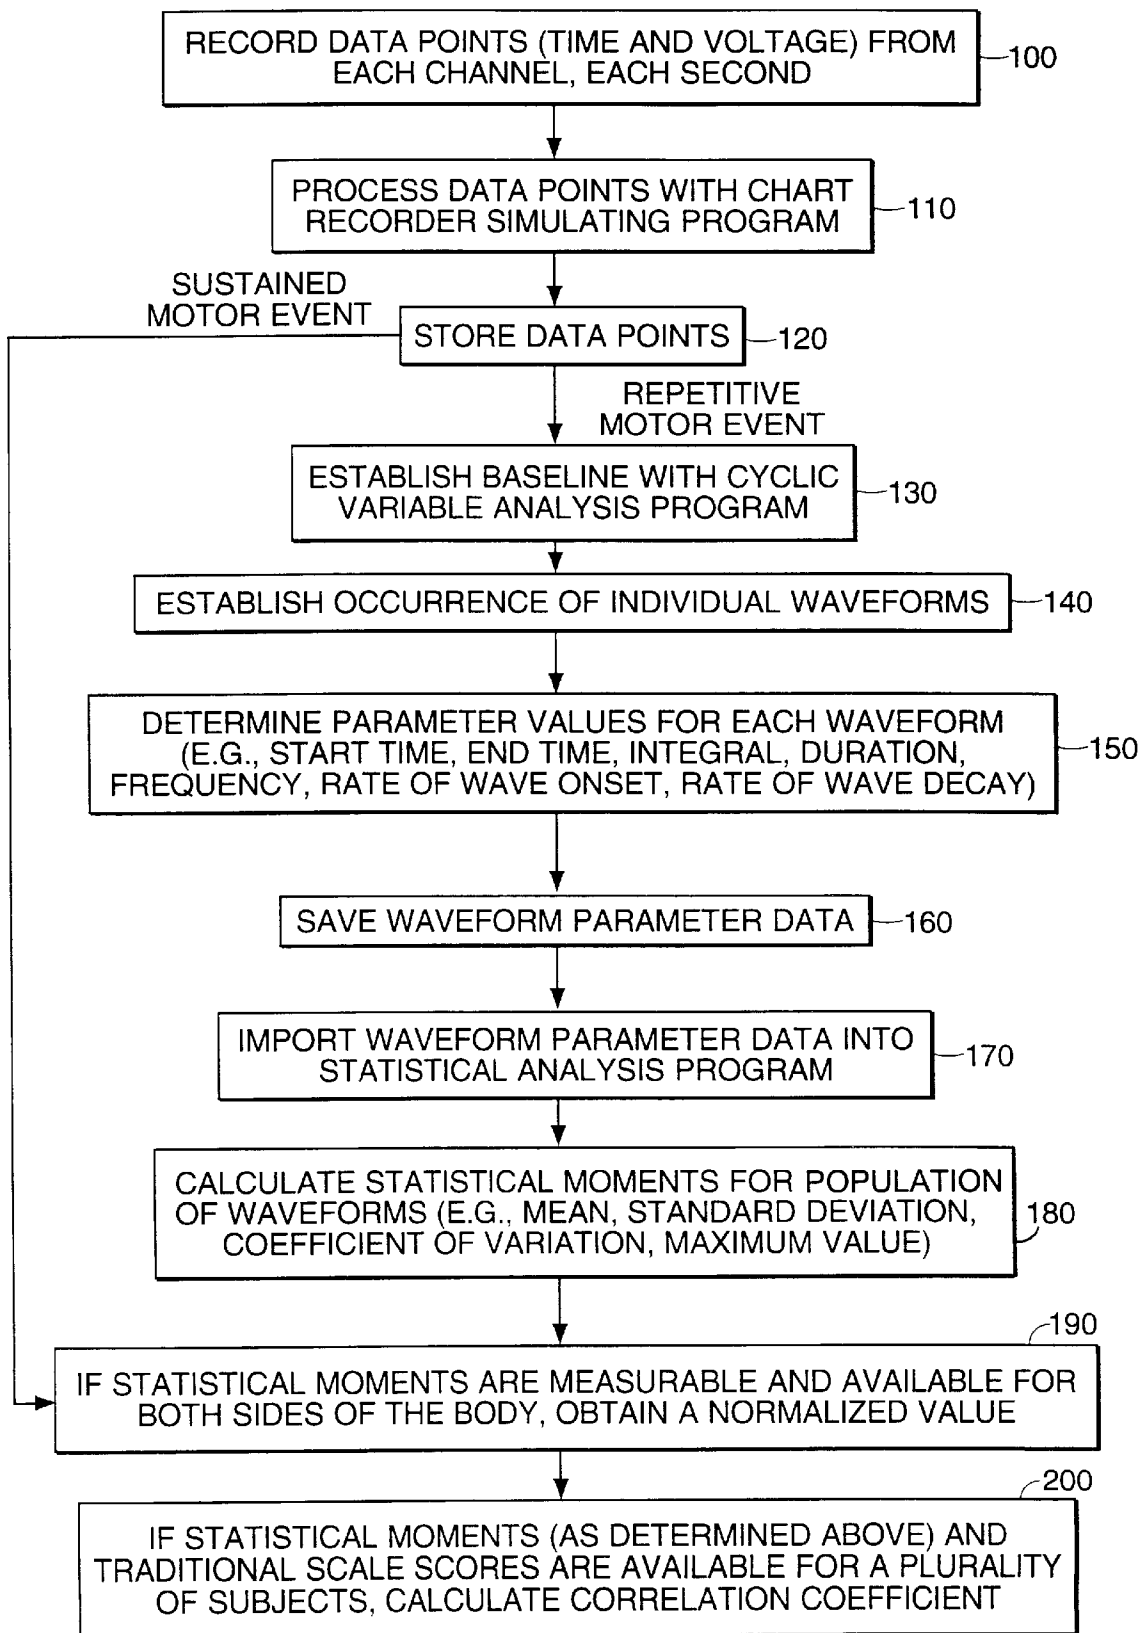 RECORD DATA POINTS (TIME AND VOLTAGE) FROM
EACH CHANNEL, EACH SECOND
100
PROCESS DATA POINTS WITH CHART
RECORDER SIMULATING PROGRAM
110
SUSTAINED
MOTOR EVENT
STORE DATA POINTS
120
REPETITIVE
MOTOR EVENT
ESTABLISH BASELINE WITH CYCLIC
VARIABLE ANALYSIS PROGRAM
130
ESTABLISH OCCURRENCE OF INDIVIDUAL WAVEFORMS
140
DETERMINE PARAMETER VALUES FOR EACH WAVEFORM
(E.G., START TIME, END TIME, INTEGRAL, DURATION,
FREQUENCY, RATE OF WAVE ONSET, RATE OF WAVE DECAY)
150
SAVE WAVEFORM PARAMETER DATA
160
IMPORT WAVEFORM PARAMETER DATA INTO
STATISTICAL ANALYSIS PROGRAM
170
CALCULATE STATISTICAL MOMENTS FOR POPULATION
OF WAVEFORMS (E.G., MEAN, STANDARD DEVIATION,
COEFFICIENT OF VARIATION, MAXIMUM VALUE)
180
190
IF STATISTICAL MOMENTS ARE MEASURABLE AND AVAILABLE FOR
BOTH SIDES OF THE BODY, OBTAIN A NORMALIZED VALUE
200
IF STATISTICAL MOMENTS (AS DETERMINED ABOVE) AND
TRADITIONAL SCALE SCORES ARE AVAILABLE FOR A PLURALITY
OF SUBJECTS, CALCULATE CORRELATION COEFFICIENT